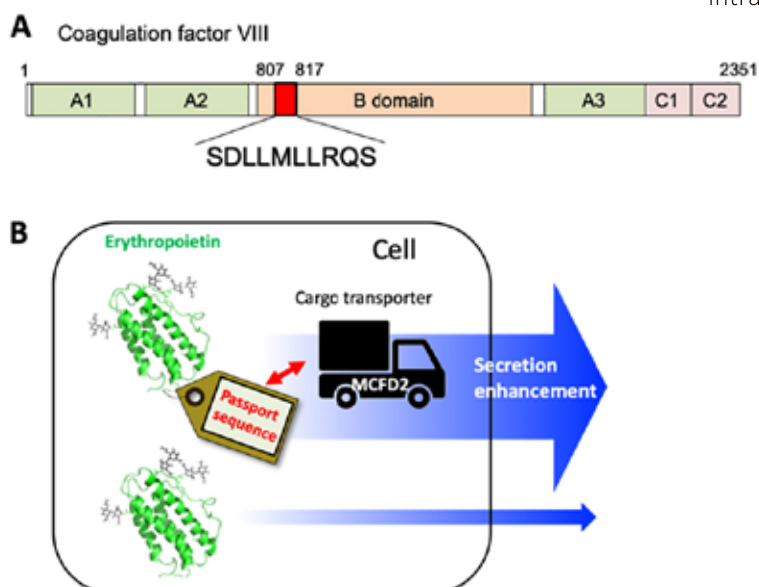 intra
A
Coagulation factor VIII
1 807 817 2351
A1 A2 B domain A3 C1 C2
SDLLMLLRQS
B
Erythropoietin
Cell
Cargo transporter
MCFD2
Secretion
enhancement
Passport
sequence